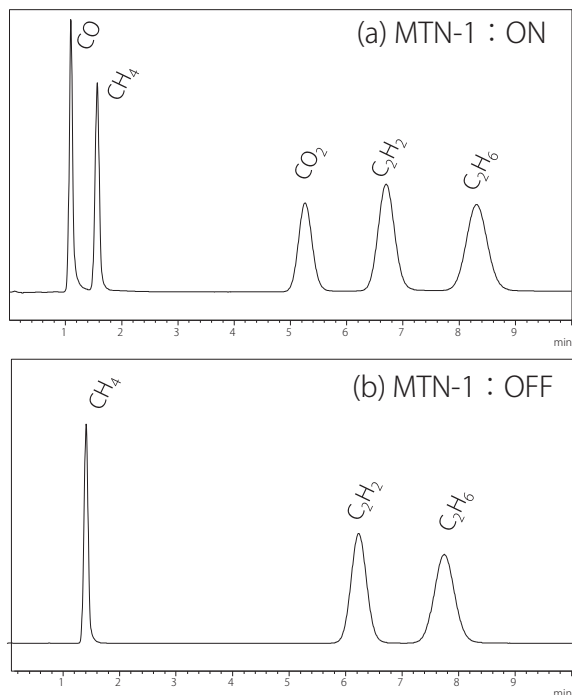 (a) MTN-1：ON
CO
CH₄
CO₂
C₂H₂
C₂H₆
1 2 3 4 5 6 7 8 9
min
(b) MTN-1：OFF
CH₄
C₂H₂
C₂H₆
1 2 3 4 5 6 7 8 9
min